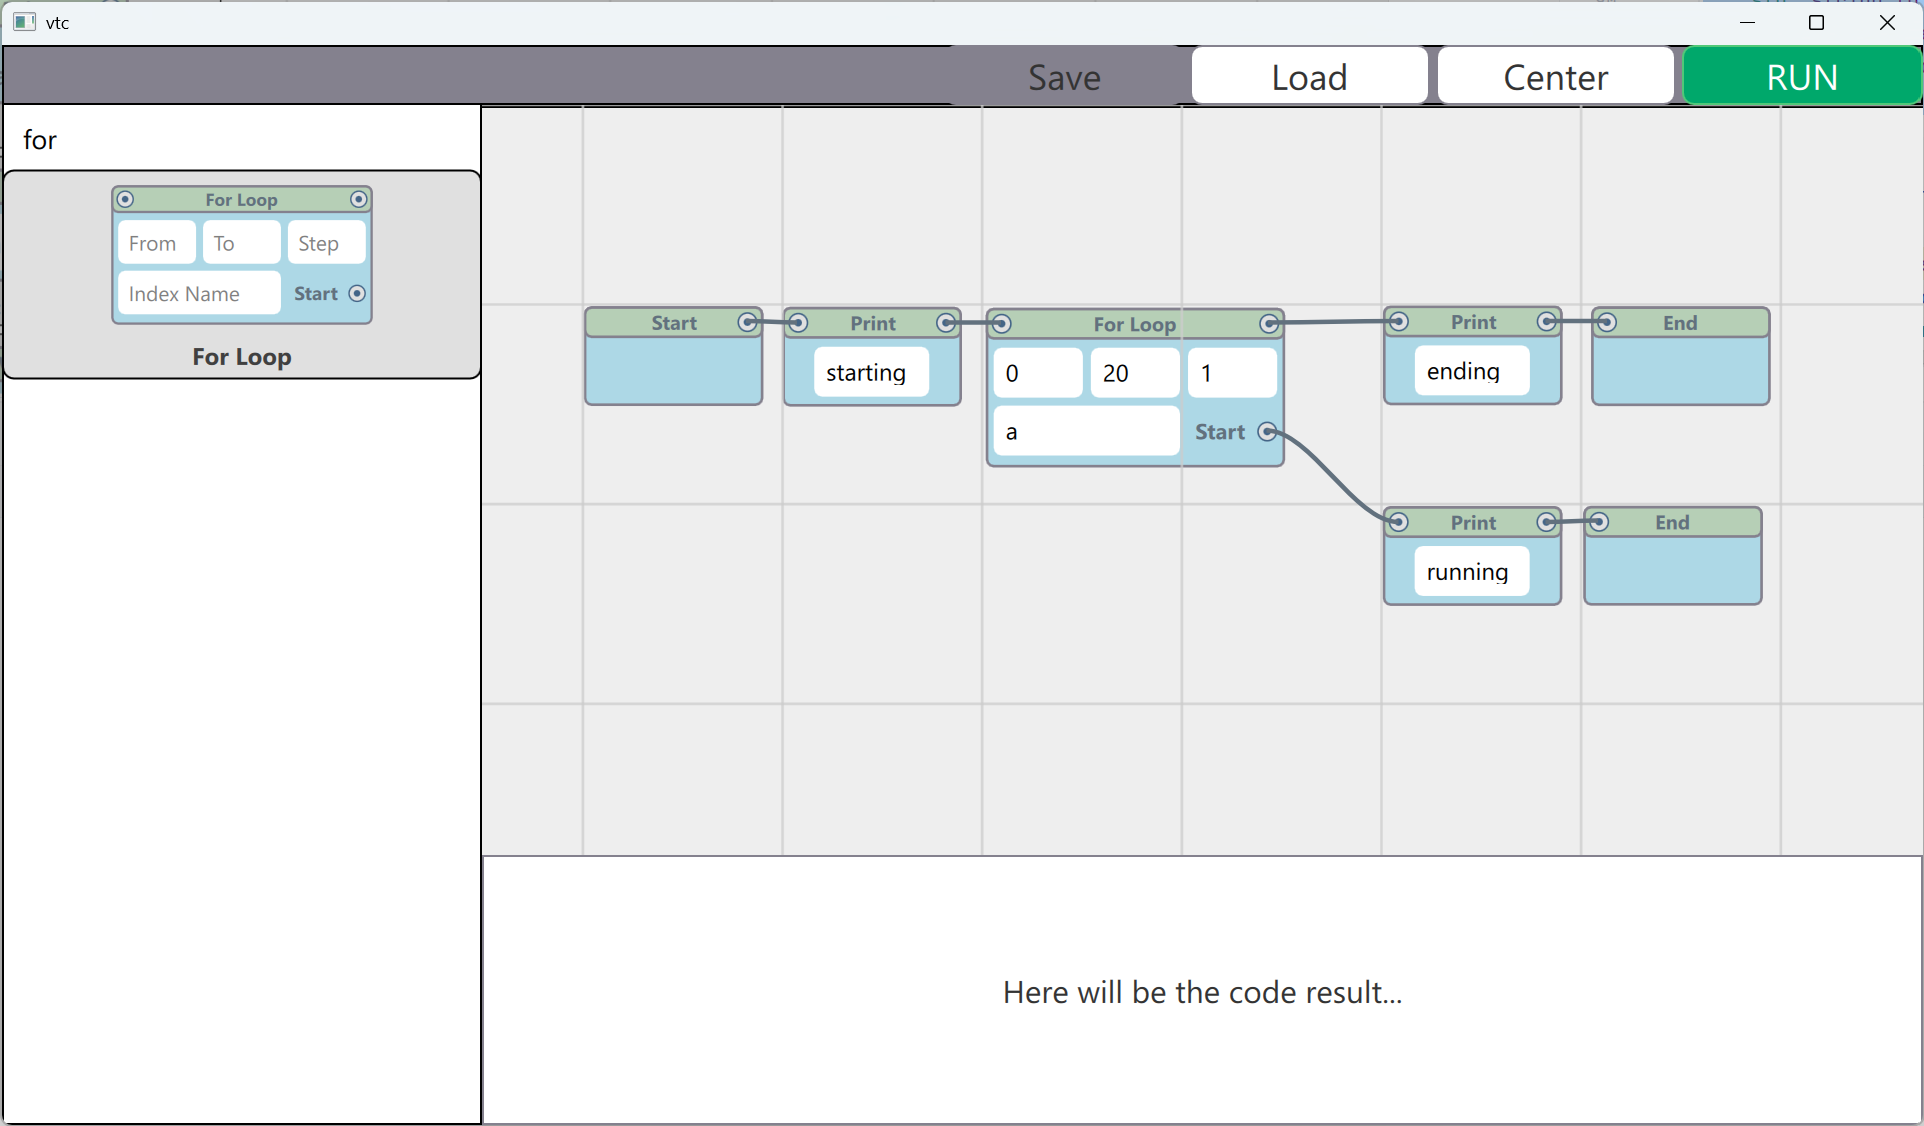 vtc
Save
Load
Center
RUN
for
For Loop
From
To
Step
Index Name
Start
For Loop
Start
Print
starting
For Loop
0
20
1
a
Start
Print
ending
End
Print
running
End
Here will be the code result...